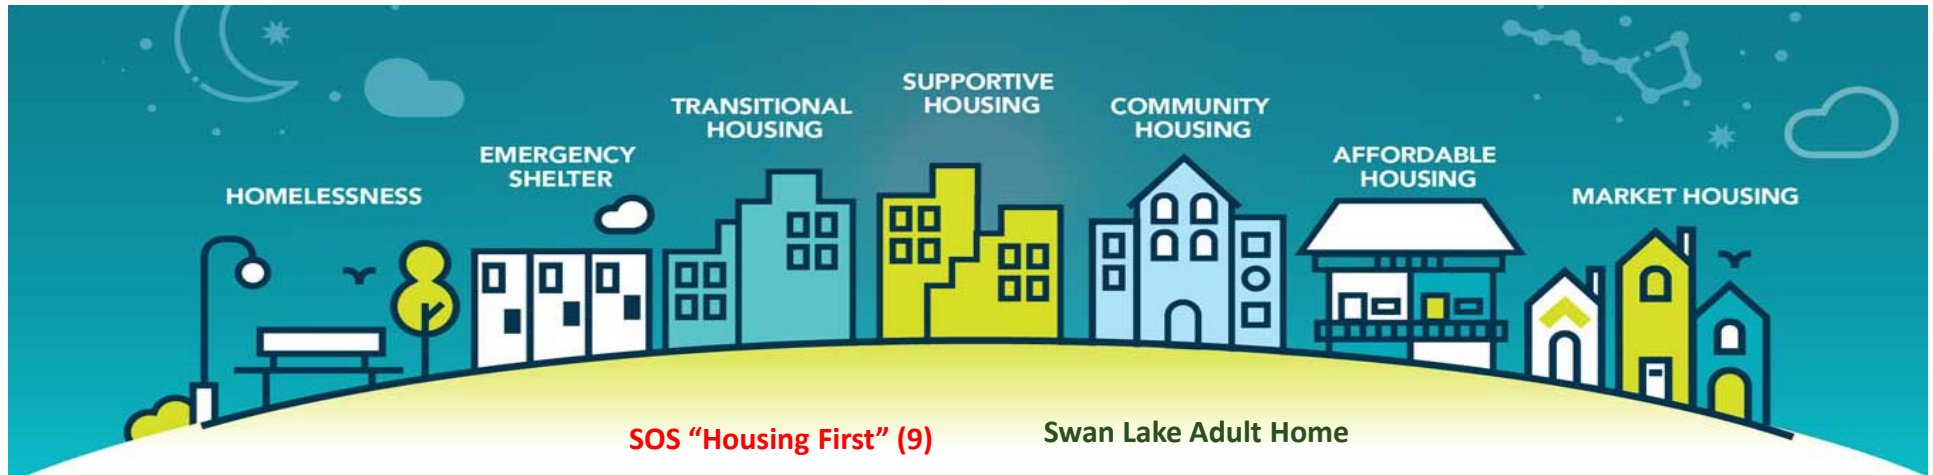 HOMELESSNESS
EMERGENCY
SHELTER
TRANSITIONAL
HOUSING
SUPPORTIVE
HOUSING
COMMUNITY
HOUSING
AFFORDABLE
HOUSING
MARKET HOUSING
SOS “Housing First” (9)
Swan Lake Adult Home